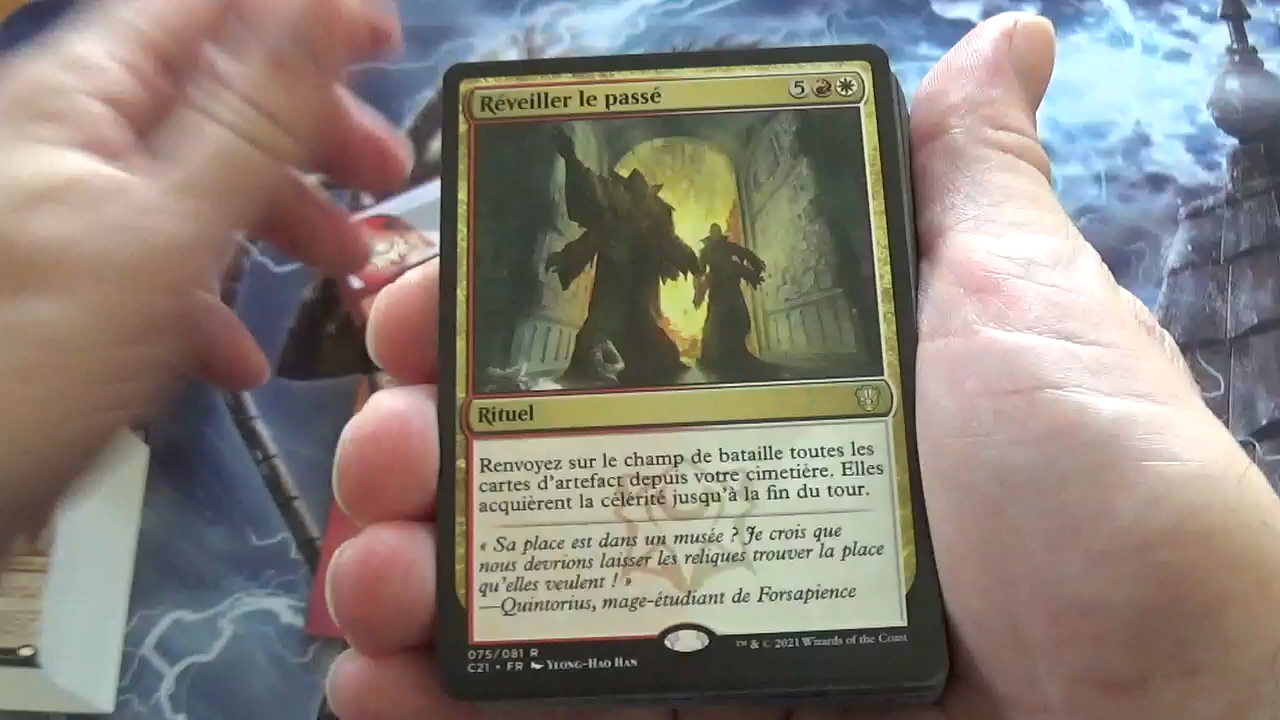 Réveiller le passé 5
Rituel
Renvoyez sur le champ de bataille toutes les
cartes d'artefact depuis votre cimetière. Elles
acquièrent la célérité jusqu'à la fin du tour.
« Sa place est dans un musée ? Je crois que
nous devrions laisser les reliques trouver la place
qu'elles veulent ! »
—Quintorius, mage-étudiant de Forsapience
075/081 R
C21 • FR Yeong-Hao Han
™ & © 2021 Wizards of the Coast